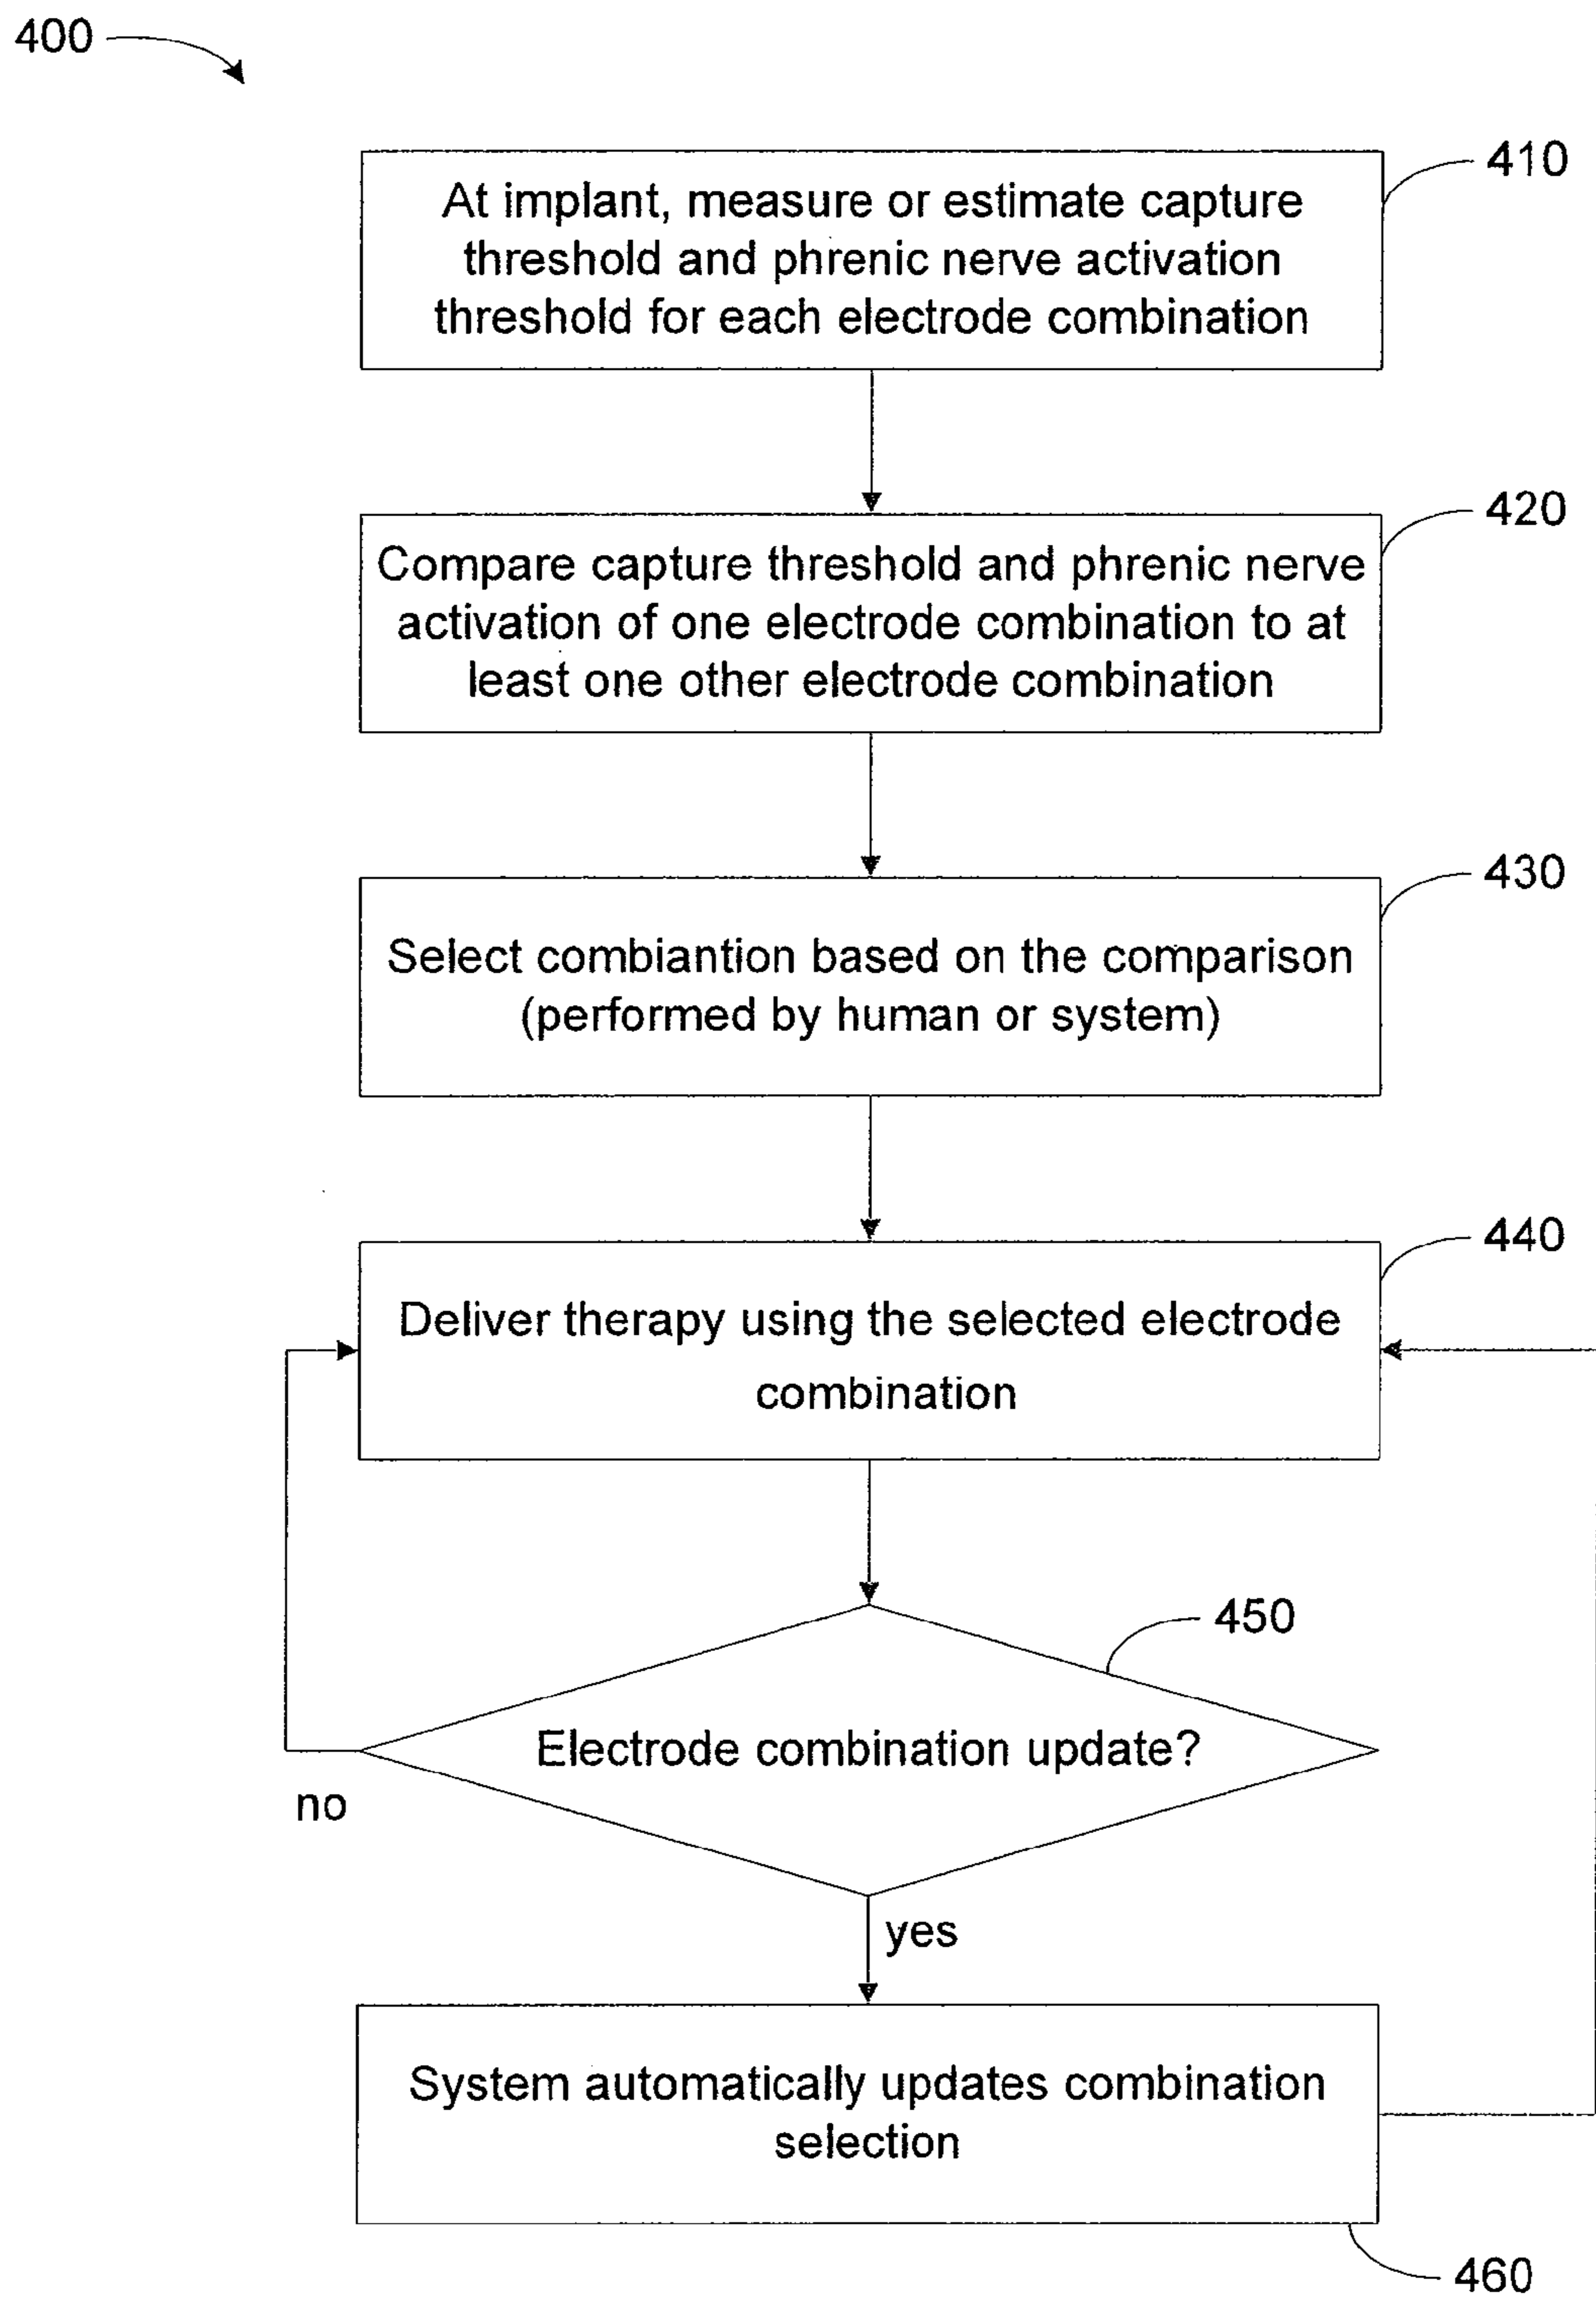 400
410
At implant, measure or estimate capture
threshold and phrenic nerve activation
threshold for each electrode combination
420
Compare capture threshold and phrenic nerve
activation of one electrode combination to at
least one other electrode combination
430
Select combiantion based on the comparison
(performed by human or system)
440
Deliver therapy using the selected electrode
combination
450
Electrode combination update?
no
yes
System automatically updates combination
selection
460